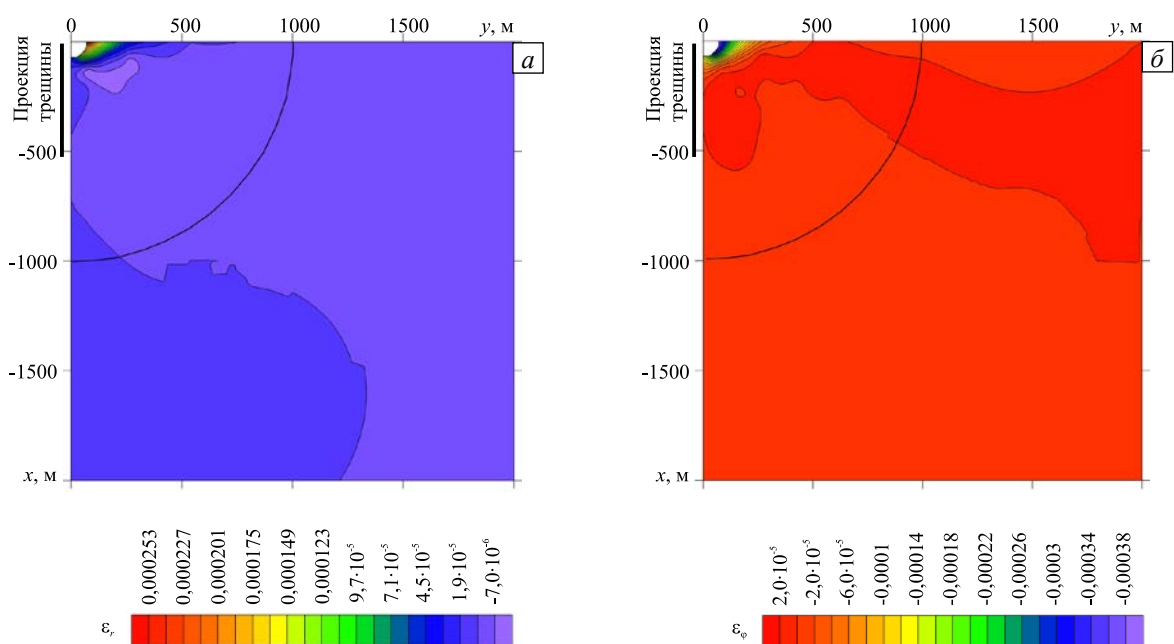 0 500 1000 1500 y, м
Проекция трещины
а
-500
-1000
-1500
x, м
0,000253 0,000227 0,000201 0,000175 0,000149 0,000123 9,7·10⁻⁵ 7,1·10⁻⁵ 4,5·10⁻⁵ 1,9·10⁻⁵ -7,0·10⁻⁶
εᵣ
0 500 1000 1500 y, м
Проекция трещины
б
-500
-1000
-1500
x, м
2,0·10⁻⁵ -2,0·10⁻⁵ -6,0·10⁻⁵ -0,0001 -0,00014 -0,00018 -0,00022 -0,00026 -0,0003 -0,00034 -0,00038
εᵩ